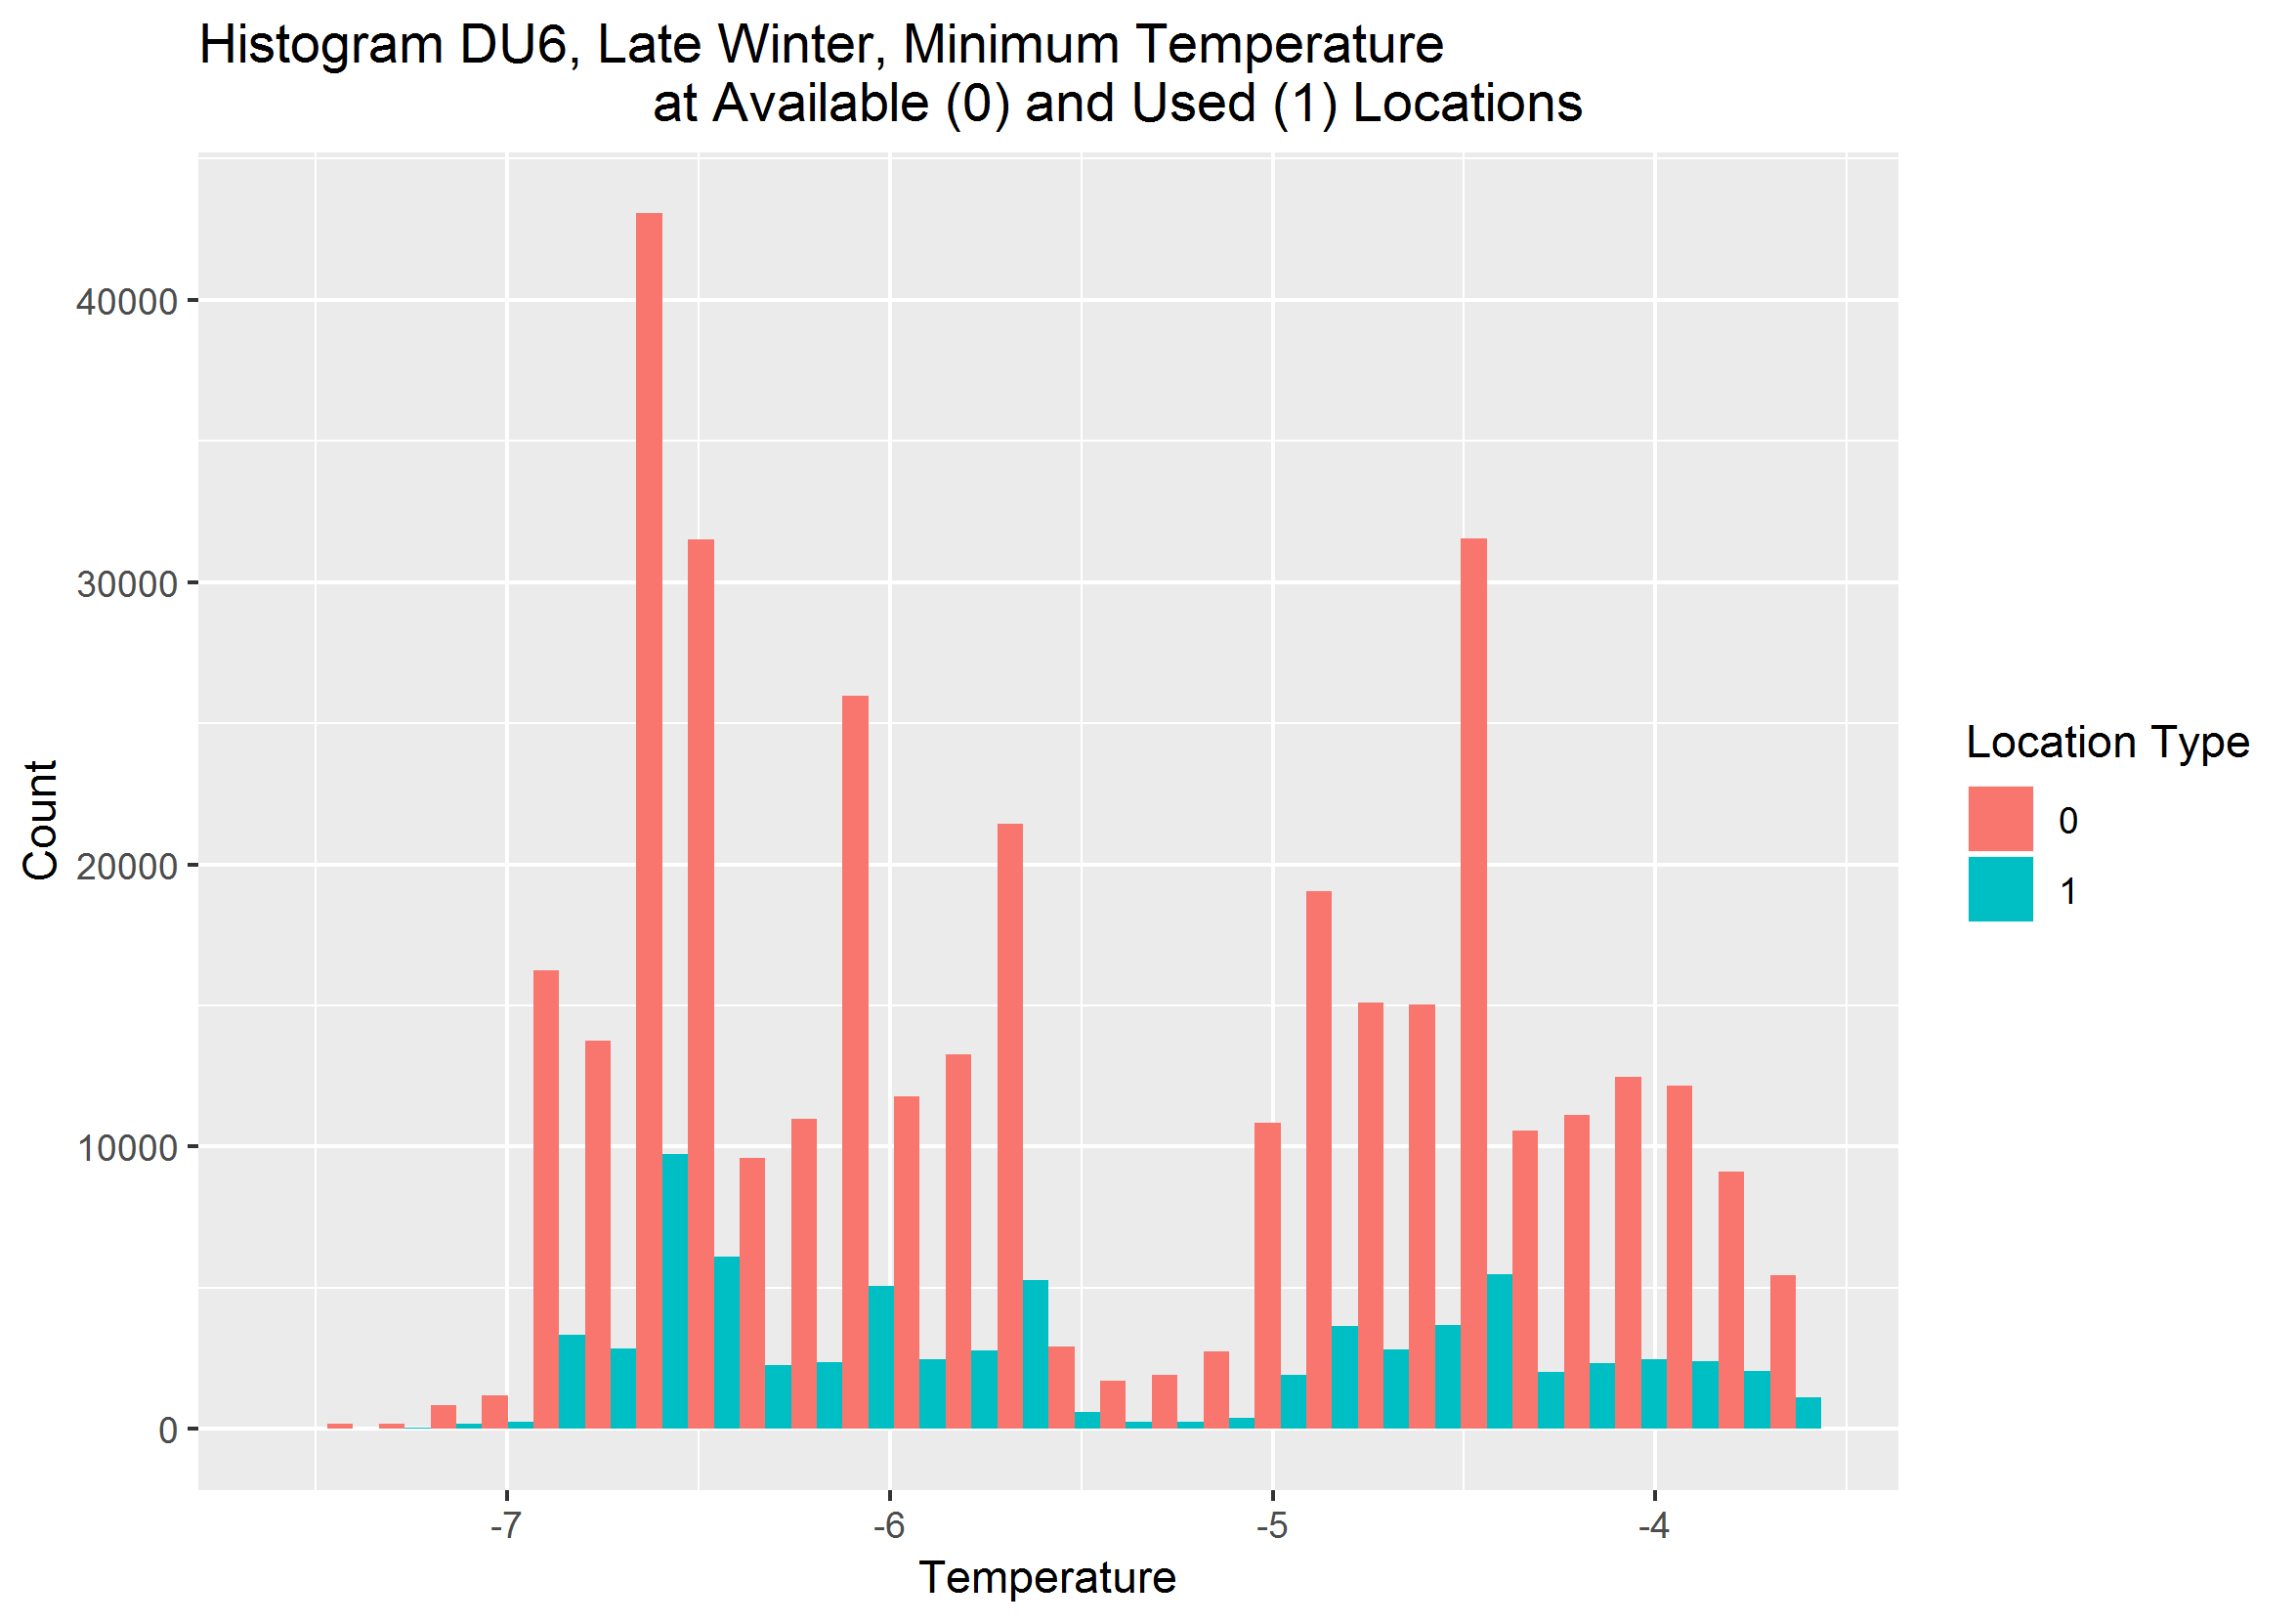 Histogram DU6, Late Winter, Minimum Temperature
at Available (0) and Used (1) Locations
Count
40000
30000
20000
10000
0
-7
-6
-5
-4
Temperature
Location Type
0
1